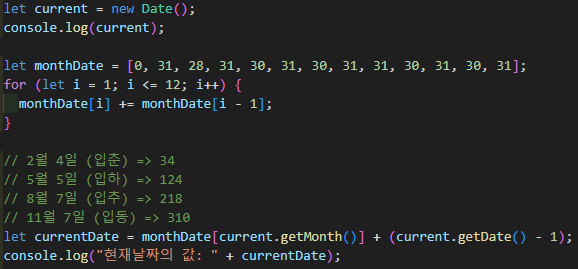 let current = new Date();
console.log(current);
let monthDate = [0, 31, 28, 31, 30, 31, 30, 31, 31, 30, 31, 30, 31];
for (let i = 1; i <= 12; i++) {
monthDate[i] += monthDate[i - 1];
}
// 2월 4일 (입춘) => 34
// 5월 5일 (입하) => 124
// 8월 7일 (입추) => 218
// 11월 7일 (입동) => 310
let currentDate = monthDate[current.getMonth()] + (current.getDate() - 1);
console.log("현재날짜의 값: " + currentDate);